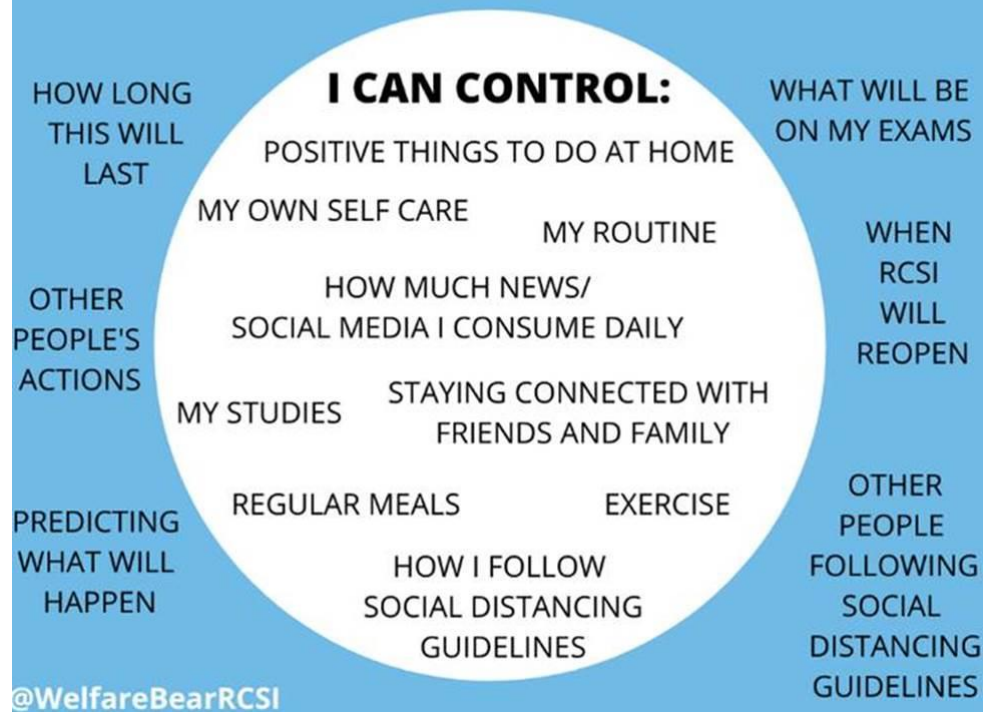 I CAN CONTROL:
POSITIVE THINGS TO DO AT HOME
MY OWN SELF CARE
MY ROUTINE
HOW MUCH NEWS/
SOCIAL MEDIA I CONSUME DAILY
MY STUDIES
STAYING CONNECTED WITH
FRIENDS AND FAMILY
REGULAR MEALS
EXERCISE
HOW I FOLLOW
SOCIAL DISTANCING
GUIDELINES
HOW LONG
THIS WILL
LAST
OTHER
PEOPLE'S
ACTIONS
PREDICTING
WHAT WILL
HAPPEN
WHAT WILL BE
ON MY EXAMS
WHEN
RCSI
WILL
REOPEN
OTHER
PEOPLE
FOLLOWING
SOCIAL
DISTANCING
GUIDELINES
@WelfareBearRCSI